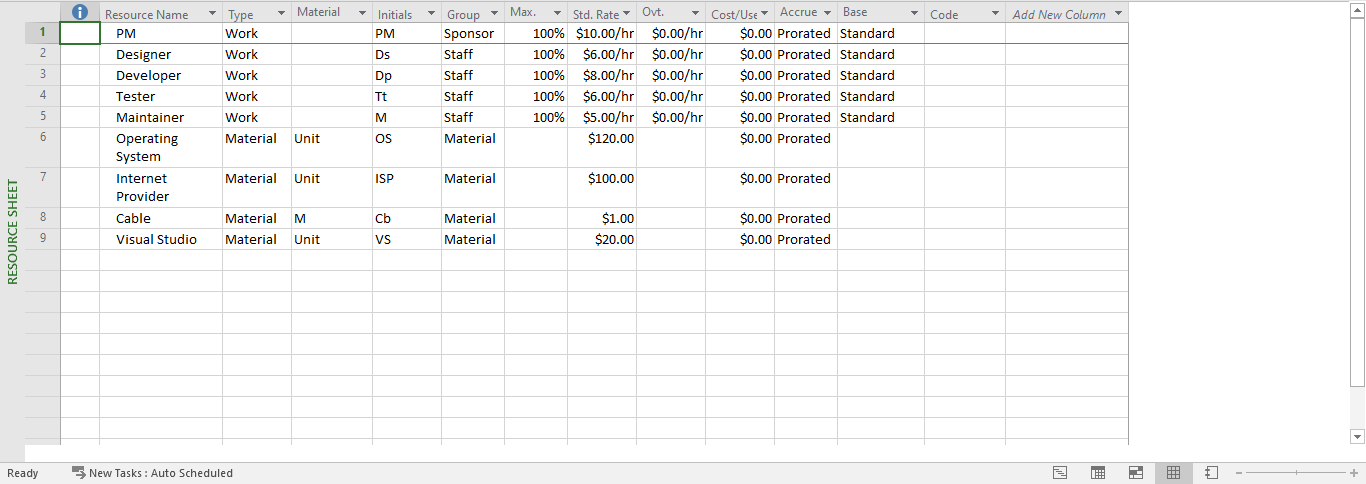 Resource Name Type Material Initials Group Max. Std. Rate Ovt. Cost/Use Accrue Base Code Add New Column
1 PM Work PM Sponsor 100% $10.00/hr $0.00/hr $0.00 Prorated Standard
2 Designer Work Ds Staff 100% $6.00/hr $0.00/hr $0.00 Prorated Standard
3 Developer Work Dp Staff 100% $8.00/hr $0.00/hr $0.00 Prorated Standard
4 Tester Work Tt Staff 100% $6.00/hr $0.00/hr $0.00 Prorated Standard
5 Maintainer Work M Staff 100% $5.00/hr $0.00/hr $0.00 Prorated Standard
6 Operating Material Unit OS Material $120.00 $0.00 Prorated
System
7 Internet Material Unit ISP Material $100.00 $0.00 Prorated
Provider
8 Cable Material M Cb Material $1.00 $0.00 Prorated
9 Visual Studio Material Unit VS Material $20.00 $0.00 Prorated
RESOURCE SHEET
Ready New Tasks : Auto Scheduled